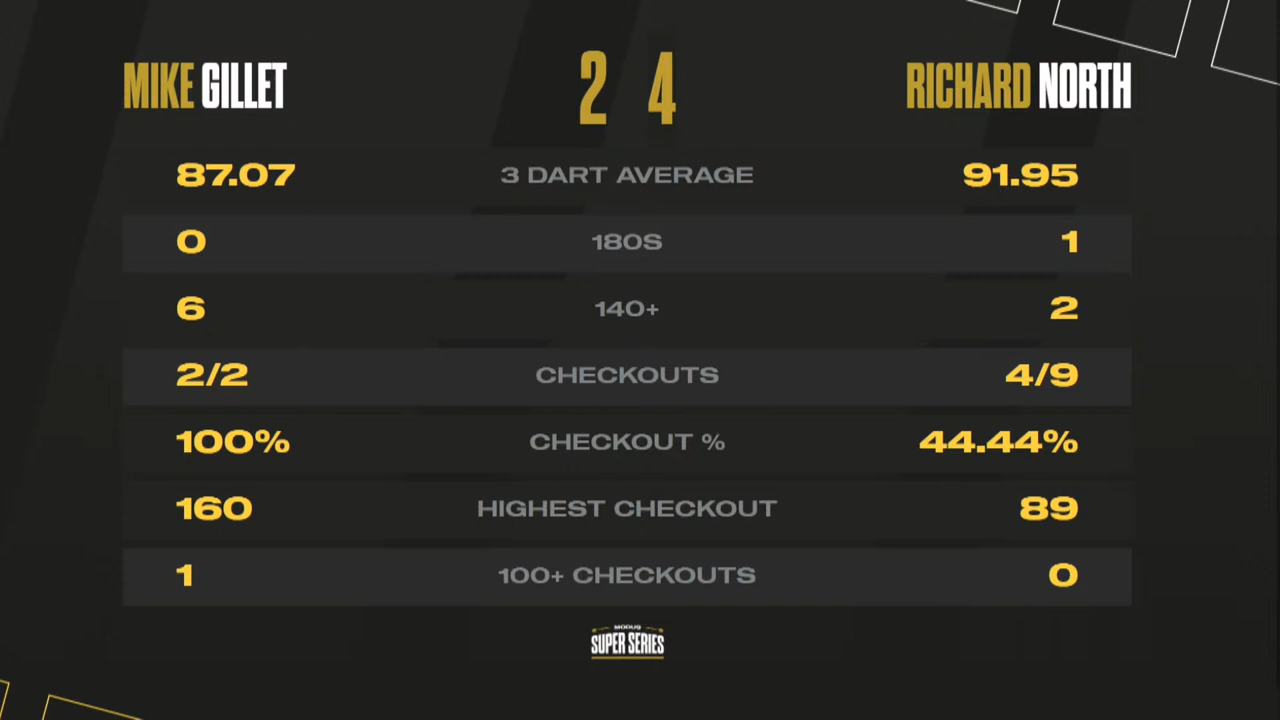 MIKE GILLET 2 4 RICHARD NORTH
87.07 3 DART AVERAGE 91.95
0 180S 1
6 140+ 2
2/2 CHECKOUTS 4/9
100% CHECKOUT % 44.44%
160 HIGHEST CHECKOUT 89
1 100+ CHECKOUTS 0
MODUS
SUPER SERIES